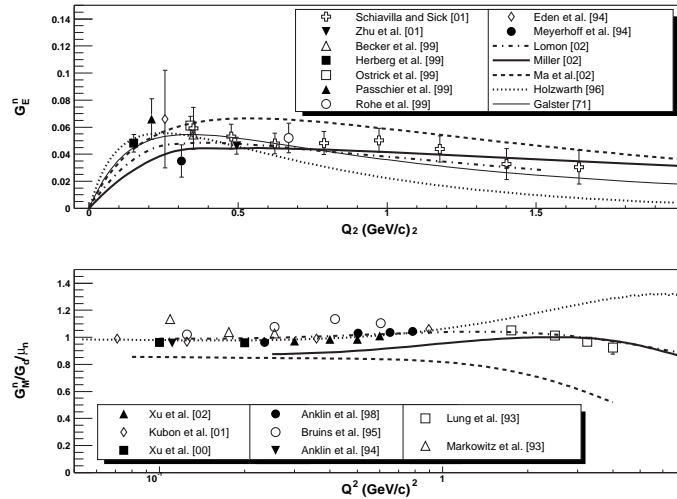 G_E^n
0.14
0.12
0.1
0.08
0.06
0.04
0.02
0
Schiavilla and Sick [01]
Zhu et al. [01]
Becker et al. [99]
Herberg et al. [99]
Ostrick et al. [99]
Passchier et al. [99]
Rohe et al. [99]
Eden et al. [94]
Meyerhoff et al. [94]
Lomon [02]
Miller [02]
Ma et al.[02]
Holzwarth [96]
Galster [71]
0 0.5 1 1.5
Q2 (GeV/c)2
G_M^n/G_d/μ_n
1.4
1.2
1.0
0.8
0.6
0.4
0.2
0
Xu et al. [02]
Kubon et al. [01]
Xu et al. [00]
Anklin et al. [98]
Bruins et al. [95]
Anklin et al. [94]
Lung et al. [93]
Markowitz et al. [93]
1
Q² (GeV/c)²